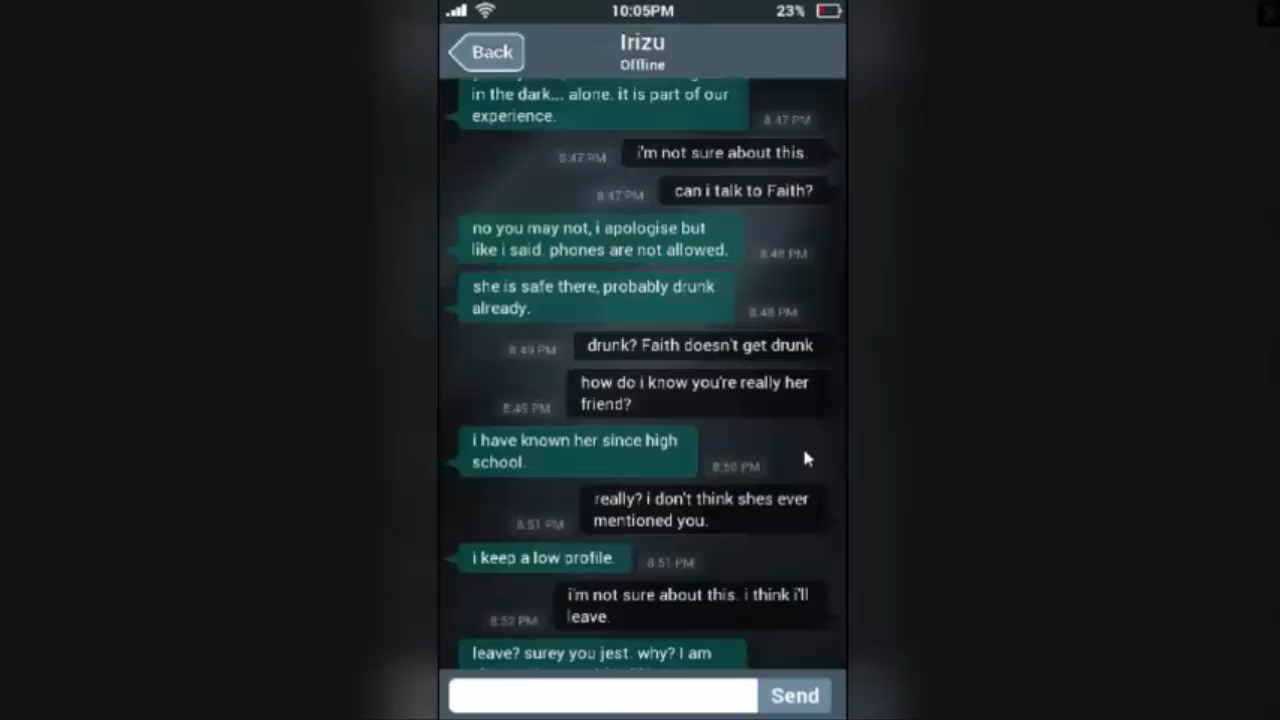 10:05PM
23%
Back
Irizu
Offline
in the dark... alone. it is part of our
experience.
8:47 PM
i'm not sure about this.
8:47 PM
can i talk to Faith?
8:47 PM
no you may not, i apologise but
like i said. phones are not allowed.
8:48 PM
she is safe there, probably drunk
already.
8:48 PM
drunk? Faith doesn't get drunk
8:49 PM
how do i know you're really her
friend?
8:49 PM
i have known her since high
school.
8:50 PM
really? i don't think shes ever
mentioned you.
8:51 PM
i keep a low profile.
8:51 PM
i'm not sure about this. i think i'll
leave.
8:52 PM
leave? surey you jest. why? I am
Send